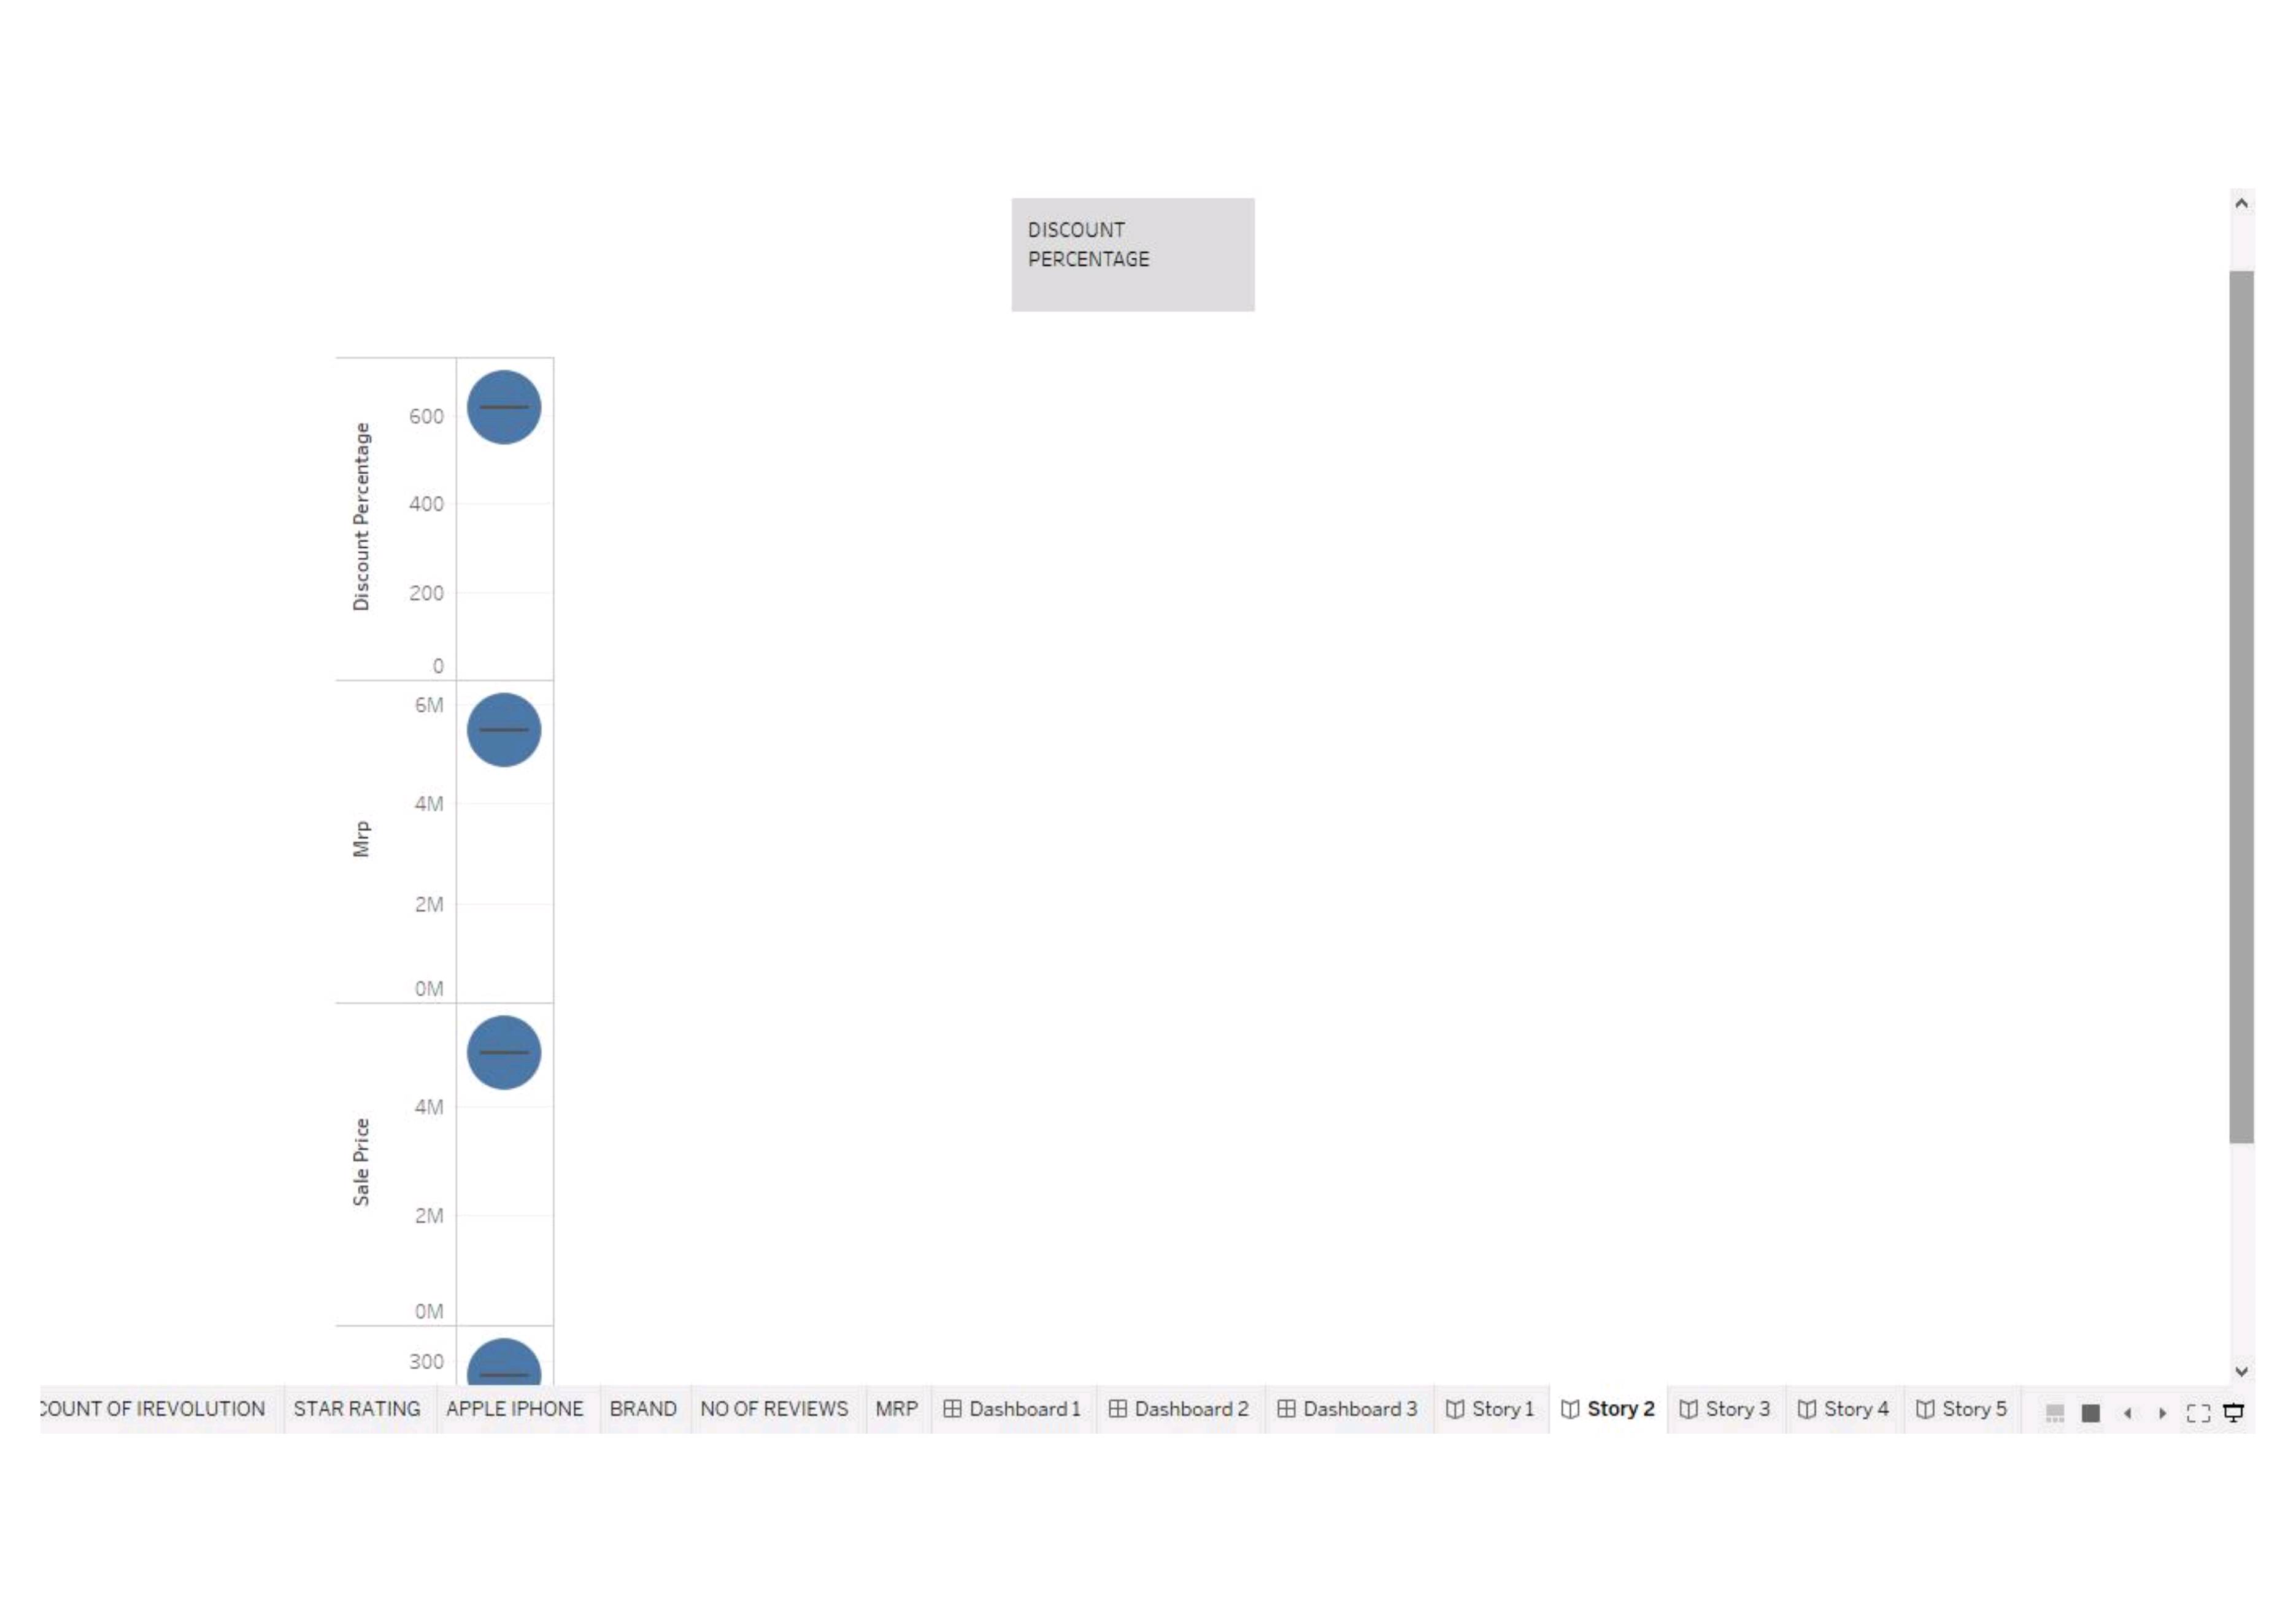 DISCOUNT
PERCENTAGE
Discount Percentage
600
400
200
0
Mrp
6M
4M
2M
0M
Sale Price
4M
2M
0M
300
COUNT OF IREVOLUTION STAR RATING APPLE IPHONE BRAND NO OF REVIEWS MRP Dashboard 1 Dashboard 2 Dashboard 3 Story 1 Story 2 Story 3 Story 4 Story 5